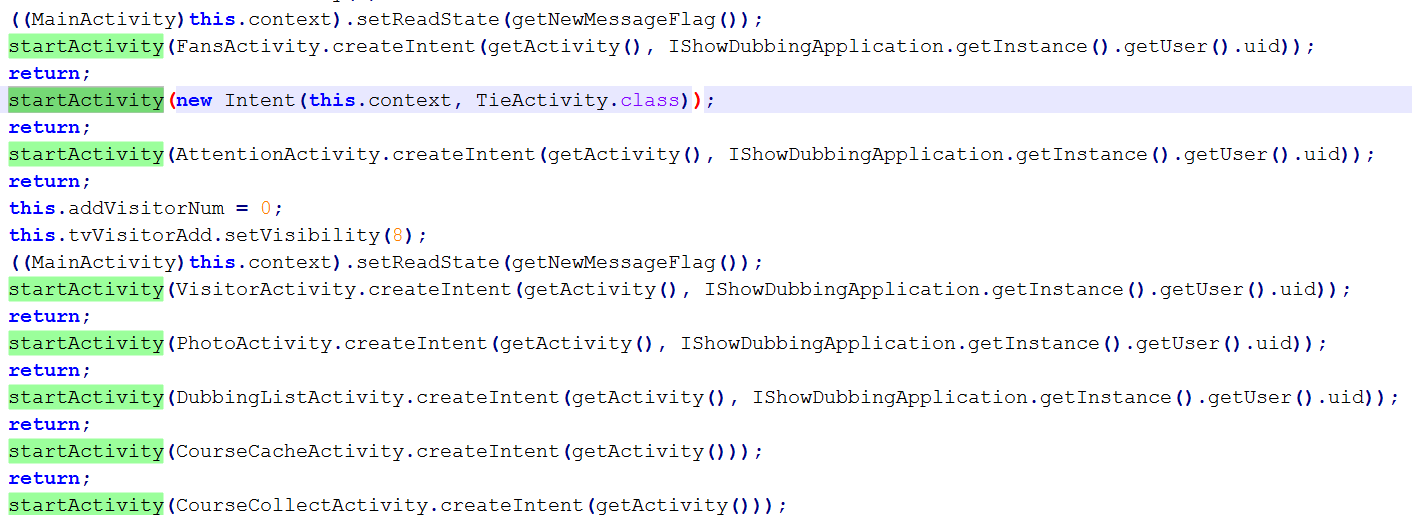 ((MainActivity)this.context).setReadState(getNewMessageFlag());
startActivity(FansActivity.createIntent(getActivity(), IShowDubbingApplication.getInstance().getUser().uid));
return;
startActivity(new Intent(this.context, TieActivity.class));
return;
startActivity(AttentionActivity.createIntent(getActivity(), IShowDubbingApplication.getInstance().getUser().uid));
return;
this.addVisitorNum = 0;
this.tvVisitorAdd.setVisibility(8);
((MainActivity)this.context).setReadState(getNewMessageFlag());
startActivity(VisitorActivity.createIntent(getActivity(), IShowDubbingApplication.getInstance().getUser().uid));
return;
startActivity(PhotoActivity.createIntent(getActivity(), IShowDubbingApplication.getInstance().getUser().uid));
return;
startActivity(DubbingListActivity.createIntent(getActivity(), IShowDubbingApplication.getInstance().getUser().uid));
return;
startActivity(CourseCacheActivity.createIntent(getActivity()));
return;
startActivity(CourseCollectActivity.createIntent(getActivity()));